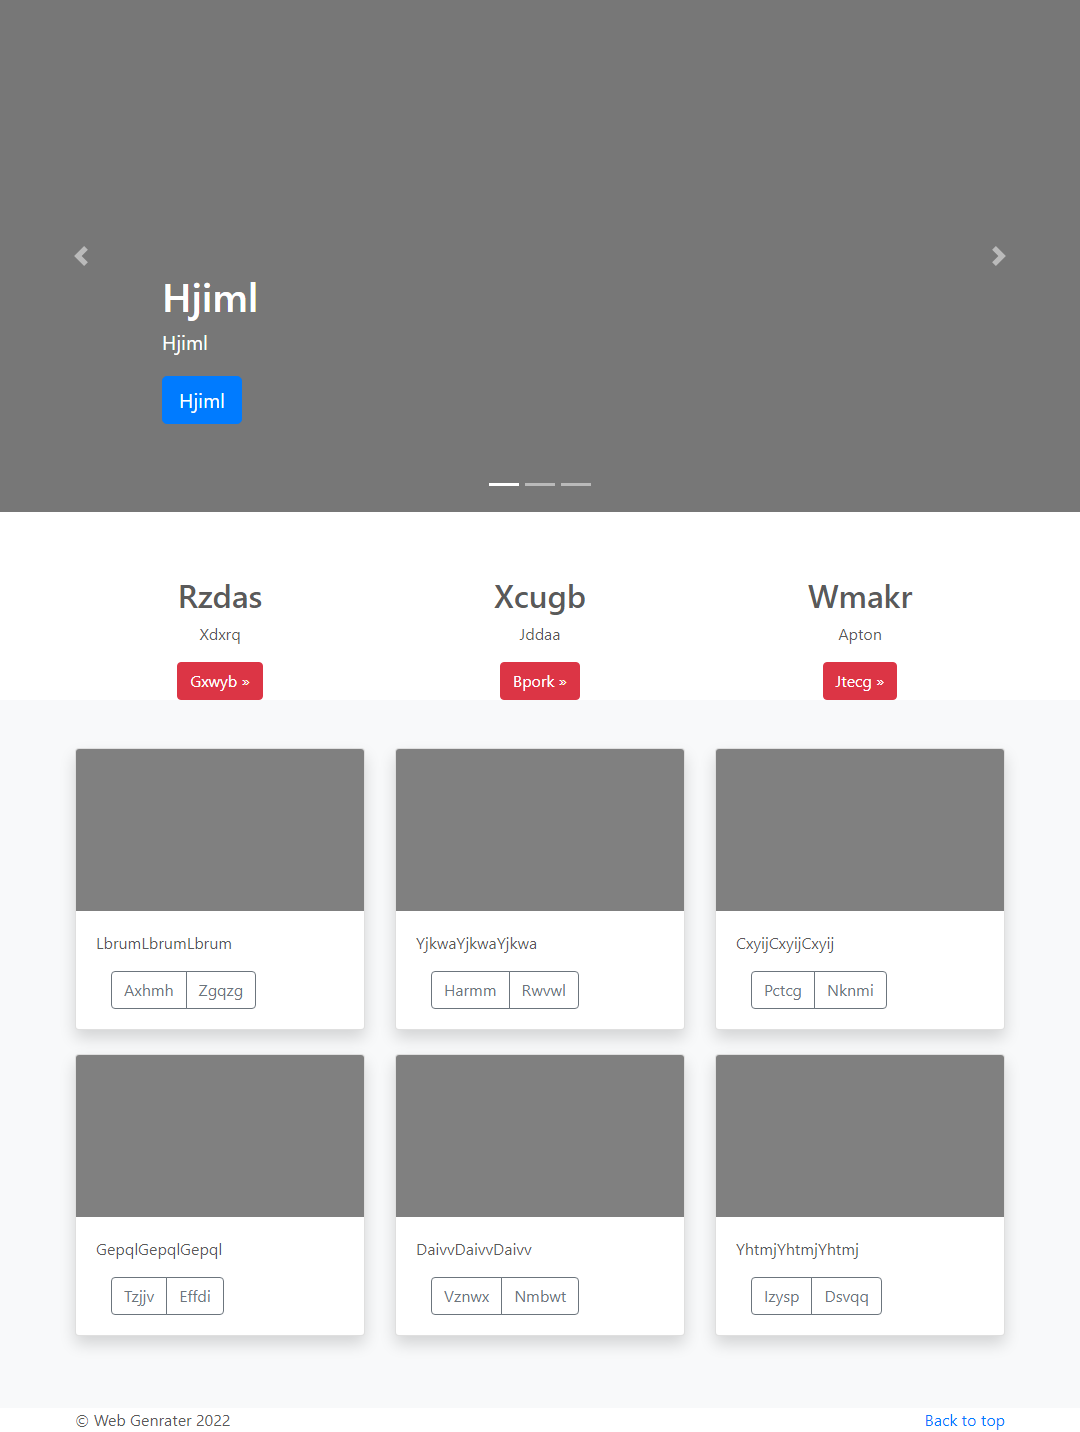 Hjiml
Hjiml
Hjiml
Rzdas
Xdxrq
Gxwyb »
Xcugb
Jddaa
Bpork »
Wmakr
Apton
Jtecg »
LbrumLbrumLbrum
Axhmh Zgqzg
YjkwaYjkwaYjkwa
Harmm Rwvwl
CxyijCxyijCxyij
Pctcg Nknmi
GepqlGepqlGepql
Tzjjv Effdi
DaivvDaivvDaivv
Vznwx Nmbwt
YhtmjYhtmjYhtmj
Izysp Dsvqq
© Web Genrater 2022
Back to top